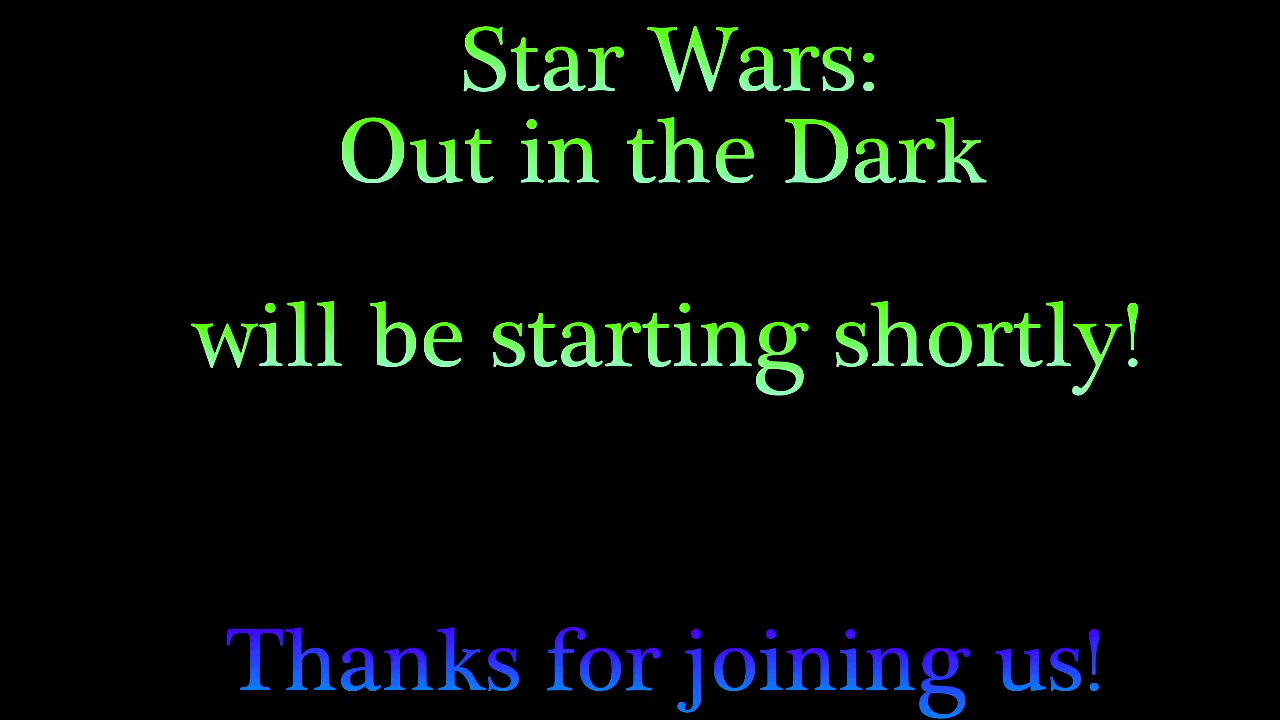 Star Wars:
Out in the Dark
will be starting shortly!
Thanks for joining us!